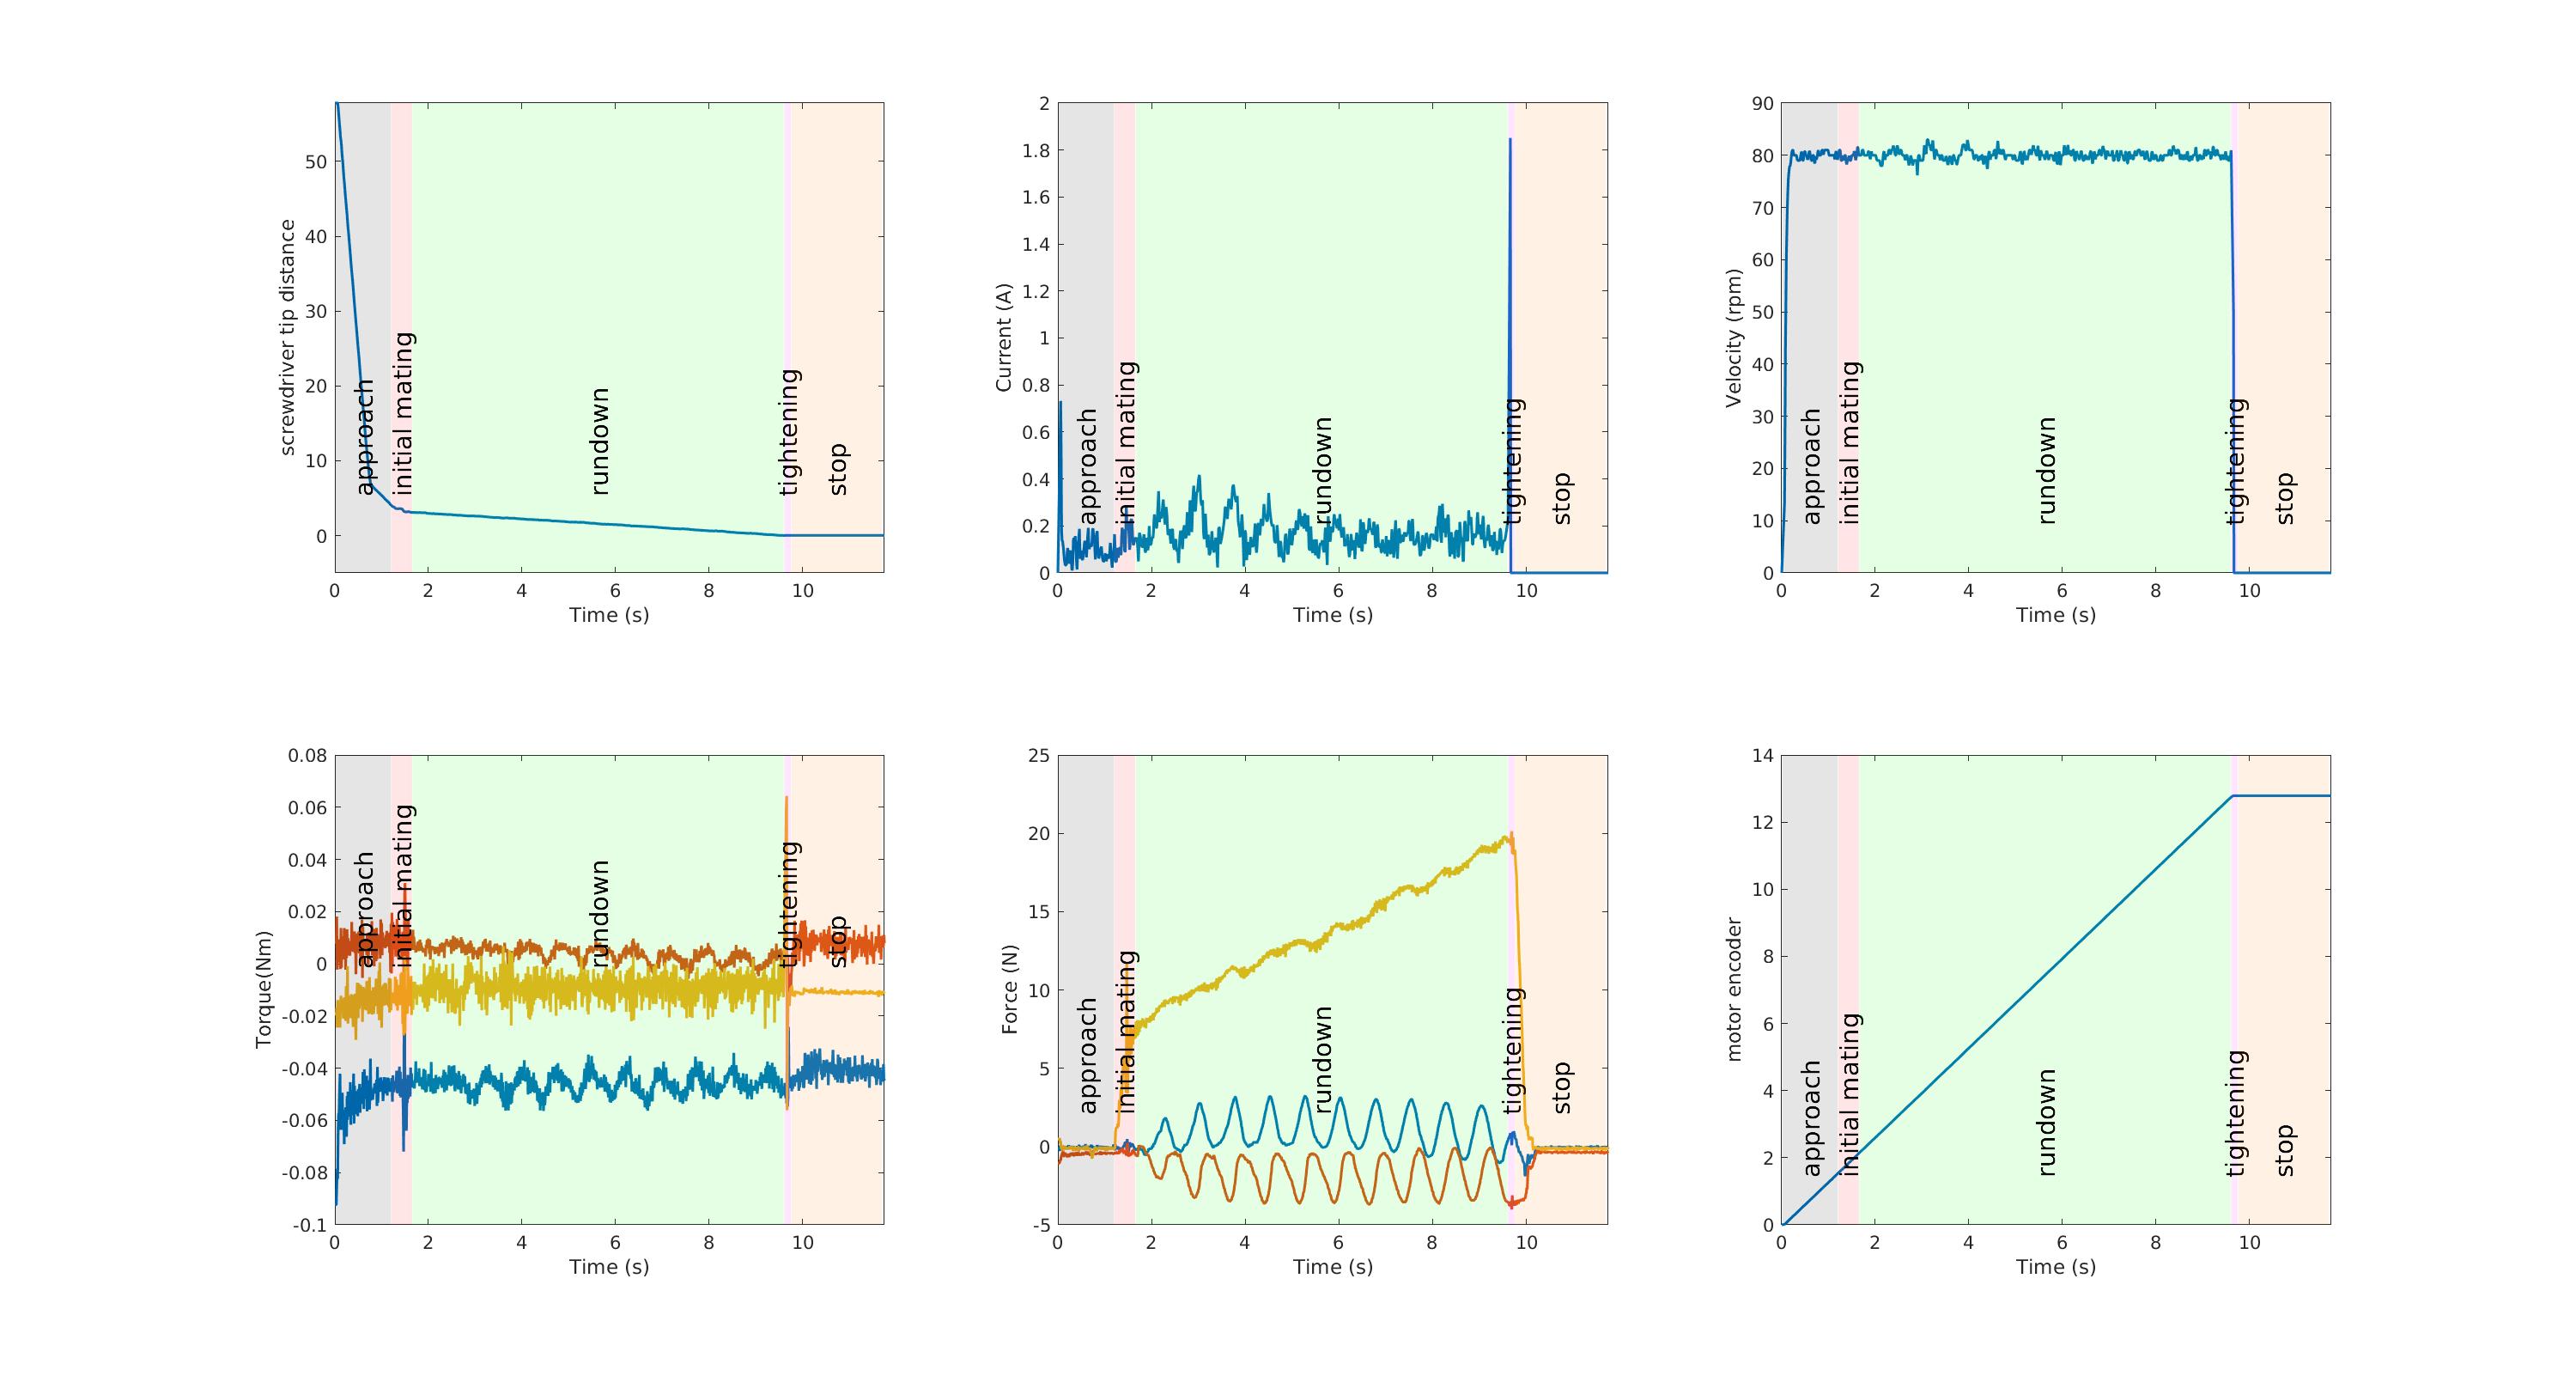 screwdriver tip distance
50
40
30
20
10
0
approach
initial mating
rundown
tightening
stop
0 2 4 6 8 10
Time (s)
Current (A)
2
1.8
1.6
1.4
1.2
1
0.8
0.6
0.4
0.2
0
approach
initial mating
rundown
tightening
stop
0 2 4 6 8 10
Time (s)
Velocity (rpm)
90
80
70
60
50
40
30
20
10
0
approach
initial mating
rundown
tightening
stop
0 2 4 6 8 10
Time (s)
Torque(Nm)
0.08
0.06
0.04
0.02
0
-0.02
-0.04
-0.06
-0.08
-0.1
approach
initial mating
rundown
tightening
stop
0 2 4 6 8 10
Time (s)
Force (N)
25
20
15
10
5
0
-5
approach
initial mating
rundown
tightening
stop
0 2 4 6 8 10
Time (s)
motor encoder
14
12
10
8
6
4
2
0
approach
initial mating
rundown
tightening
stop
0 2 4 6 8 10
Time (s)